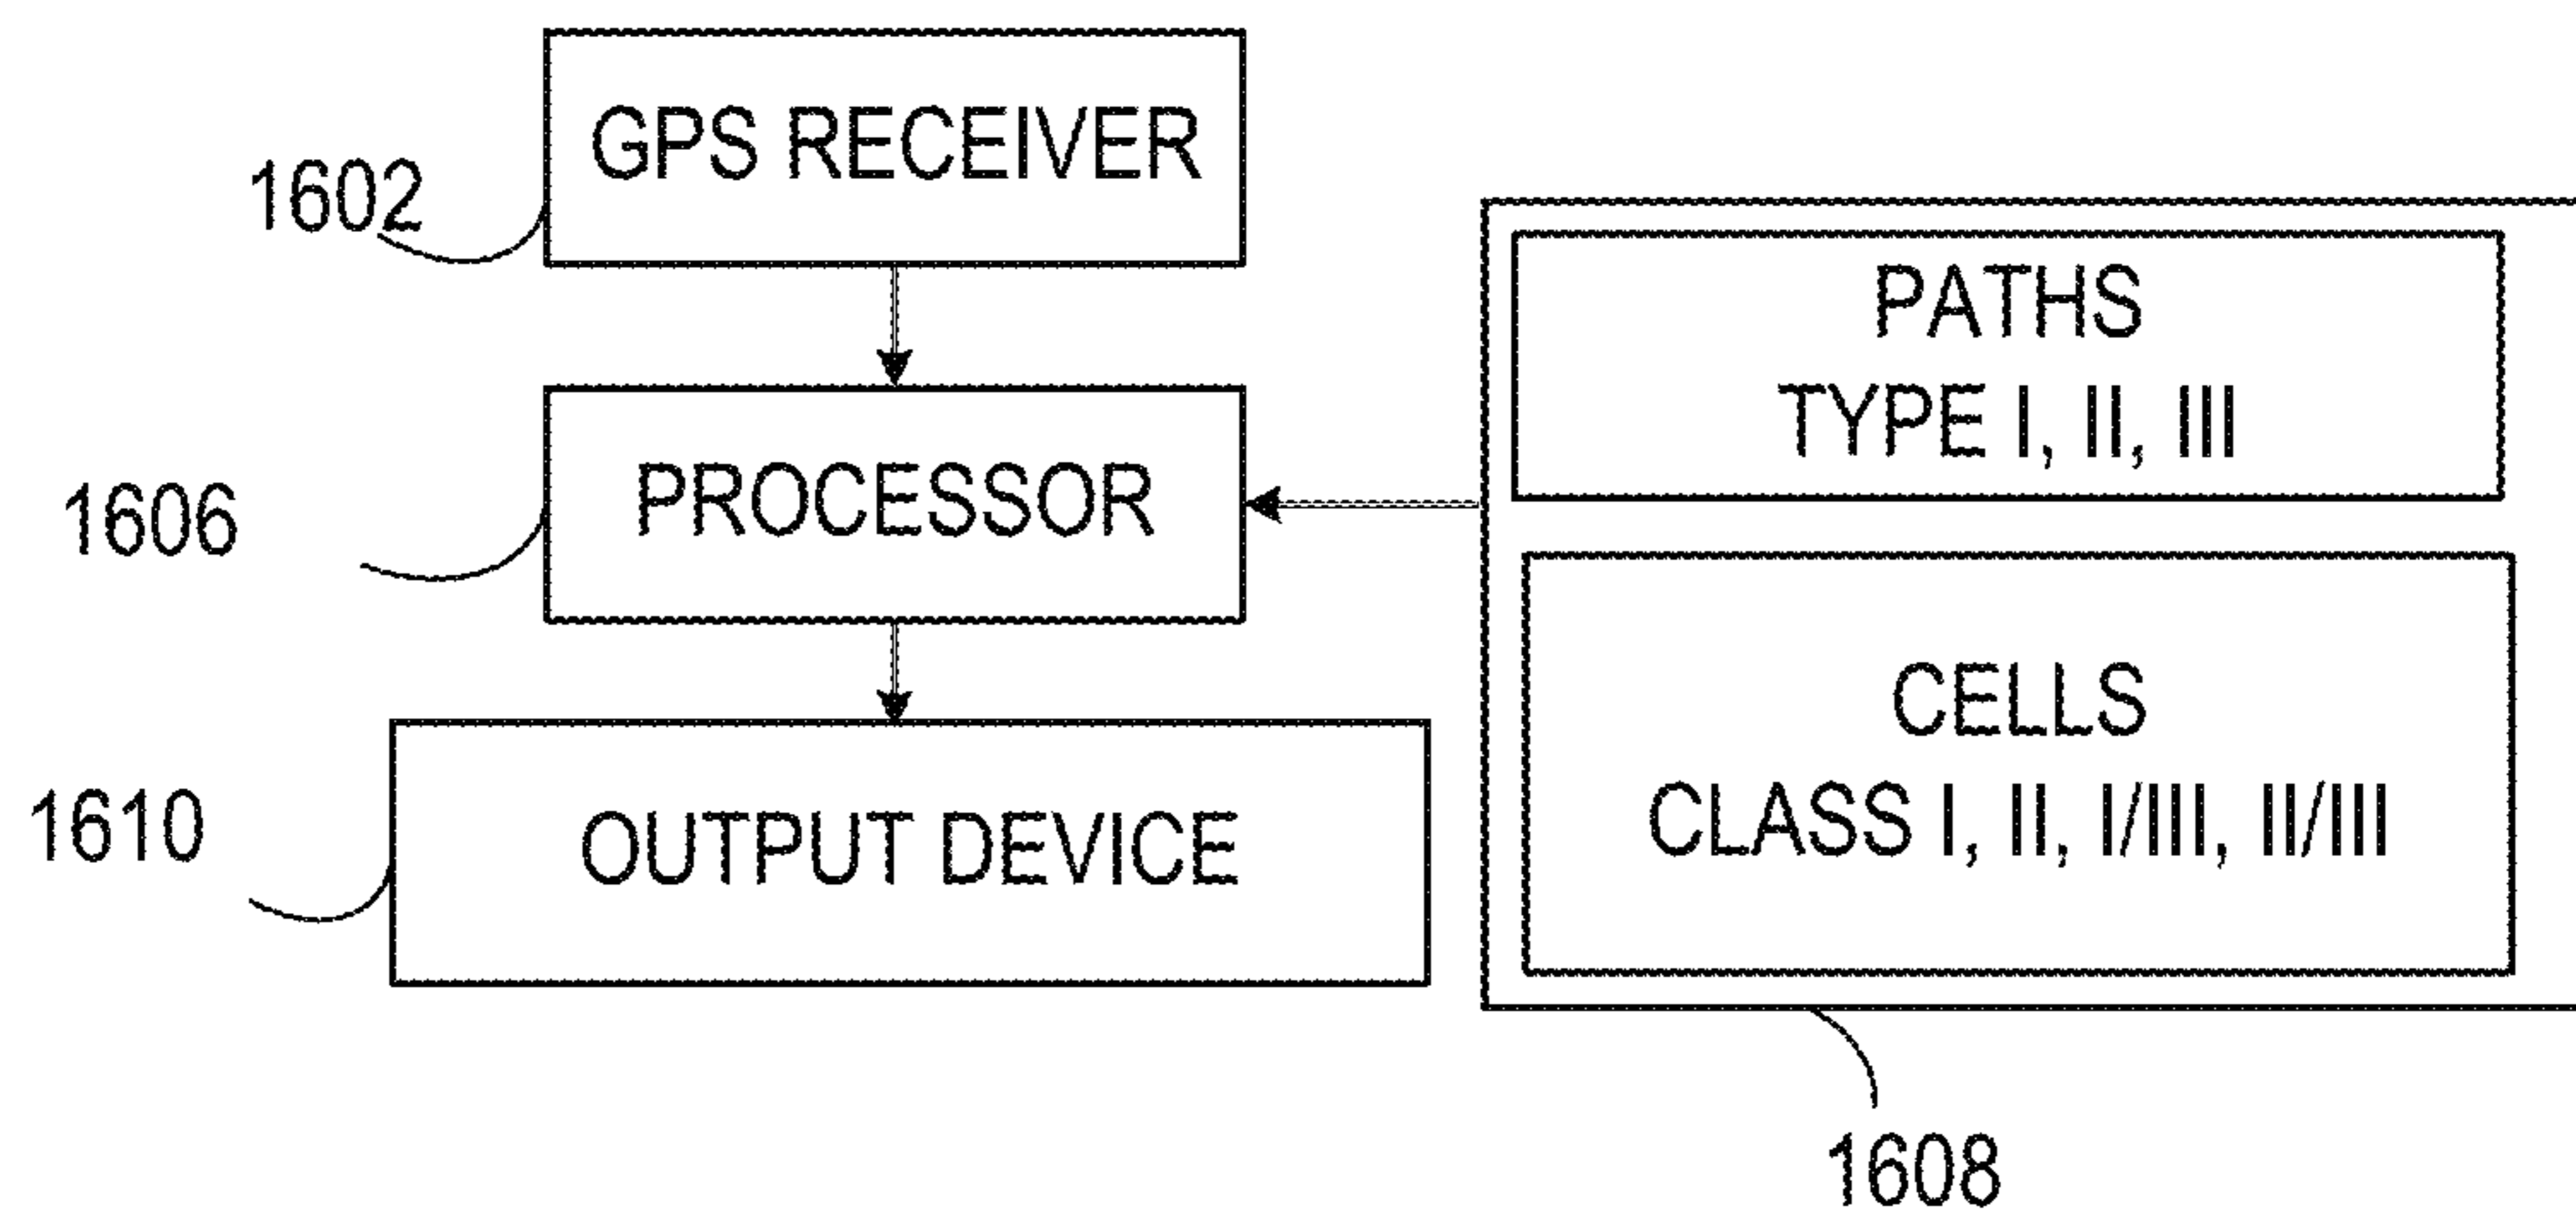 GPS RECEIVER
1602
PATHS
TYPE I, II, III
PROCESSOR
1606
CELLS
CLASS I, II, I/III, II/III
OUTPUT DEVICE
1610
1608